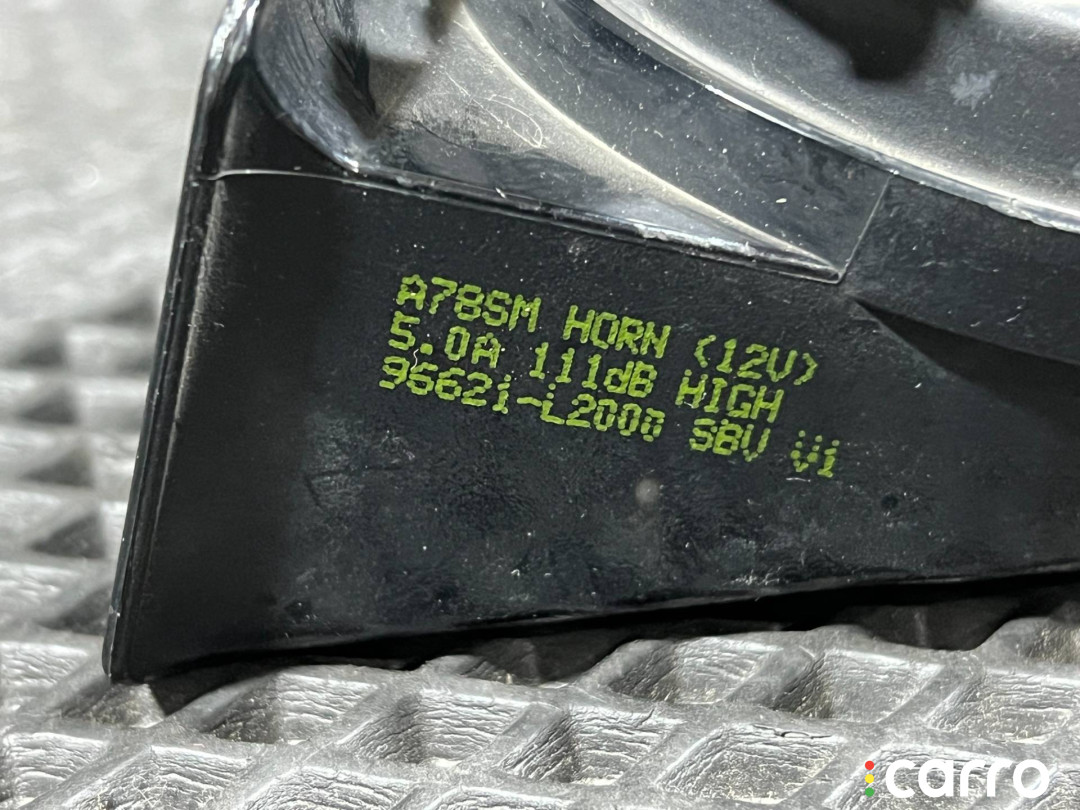 A78SM HORN (12V)
5.0A 111dB HIGH
96621-L2000 SBV V1
carro